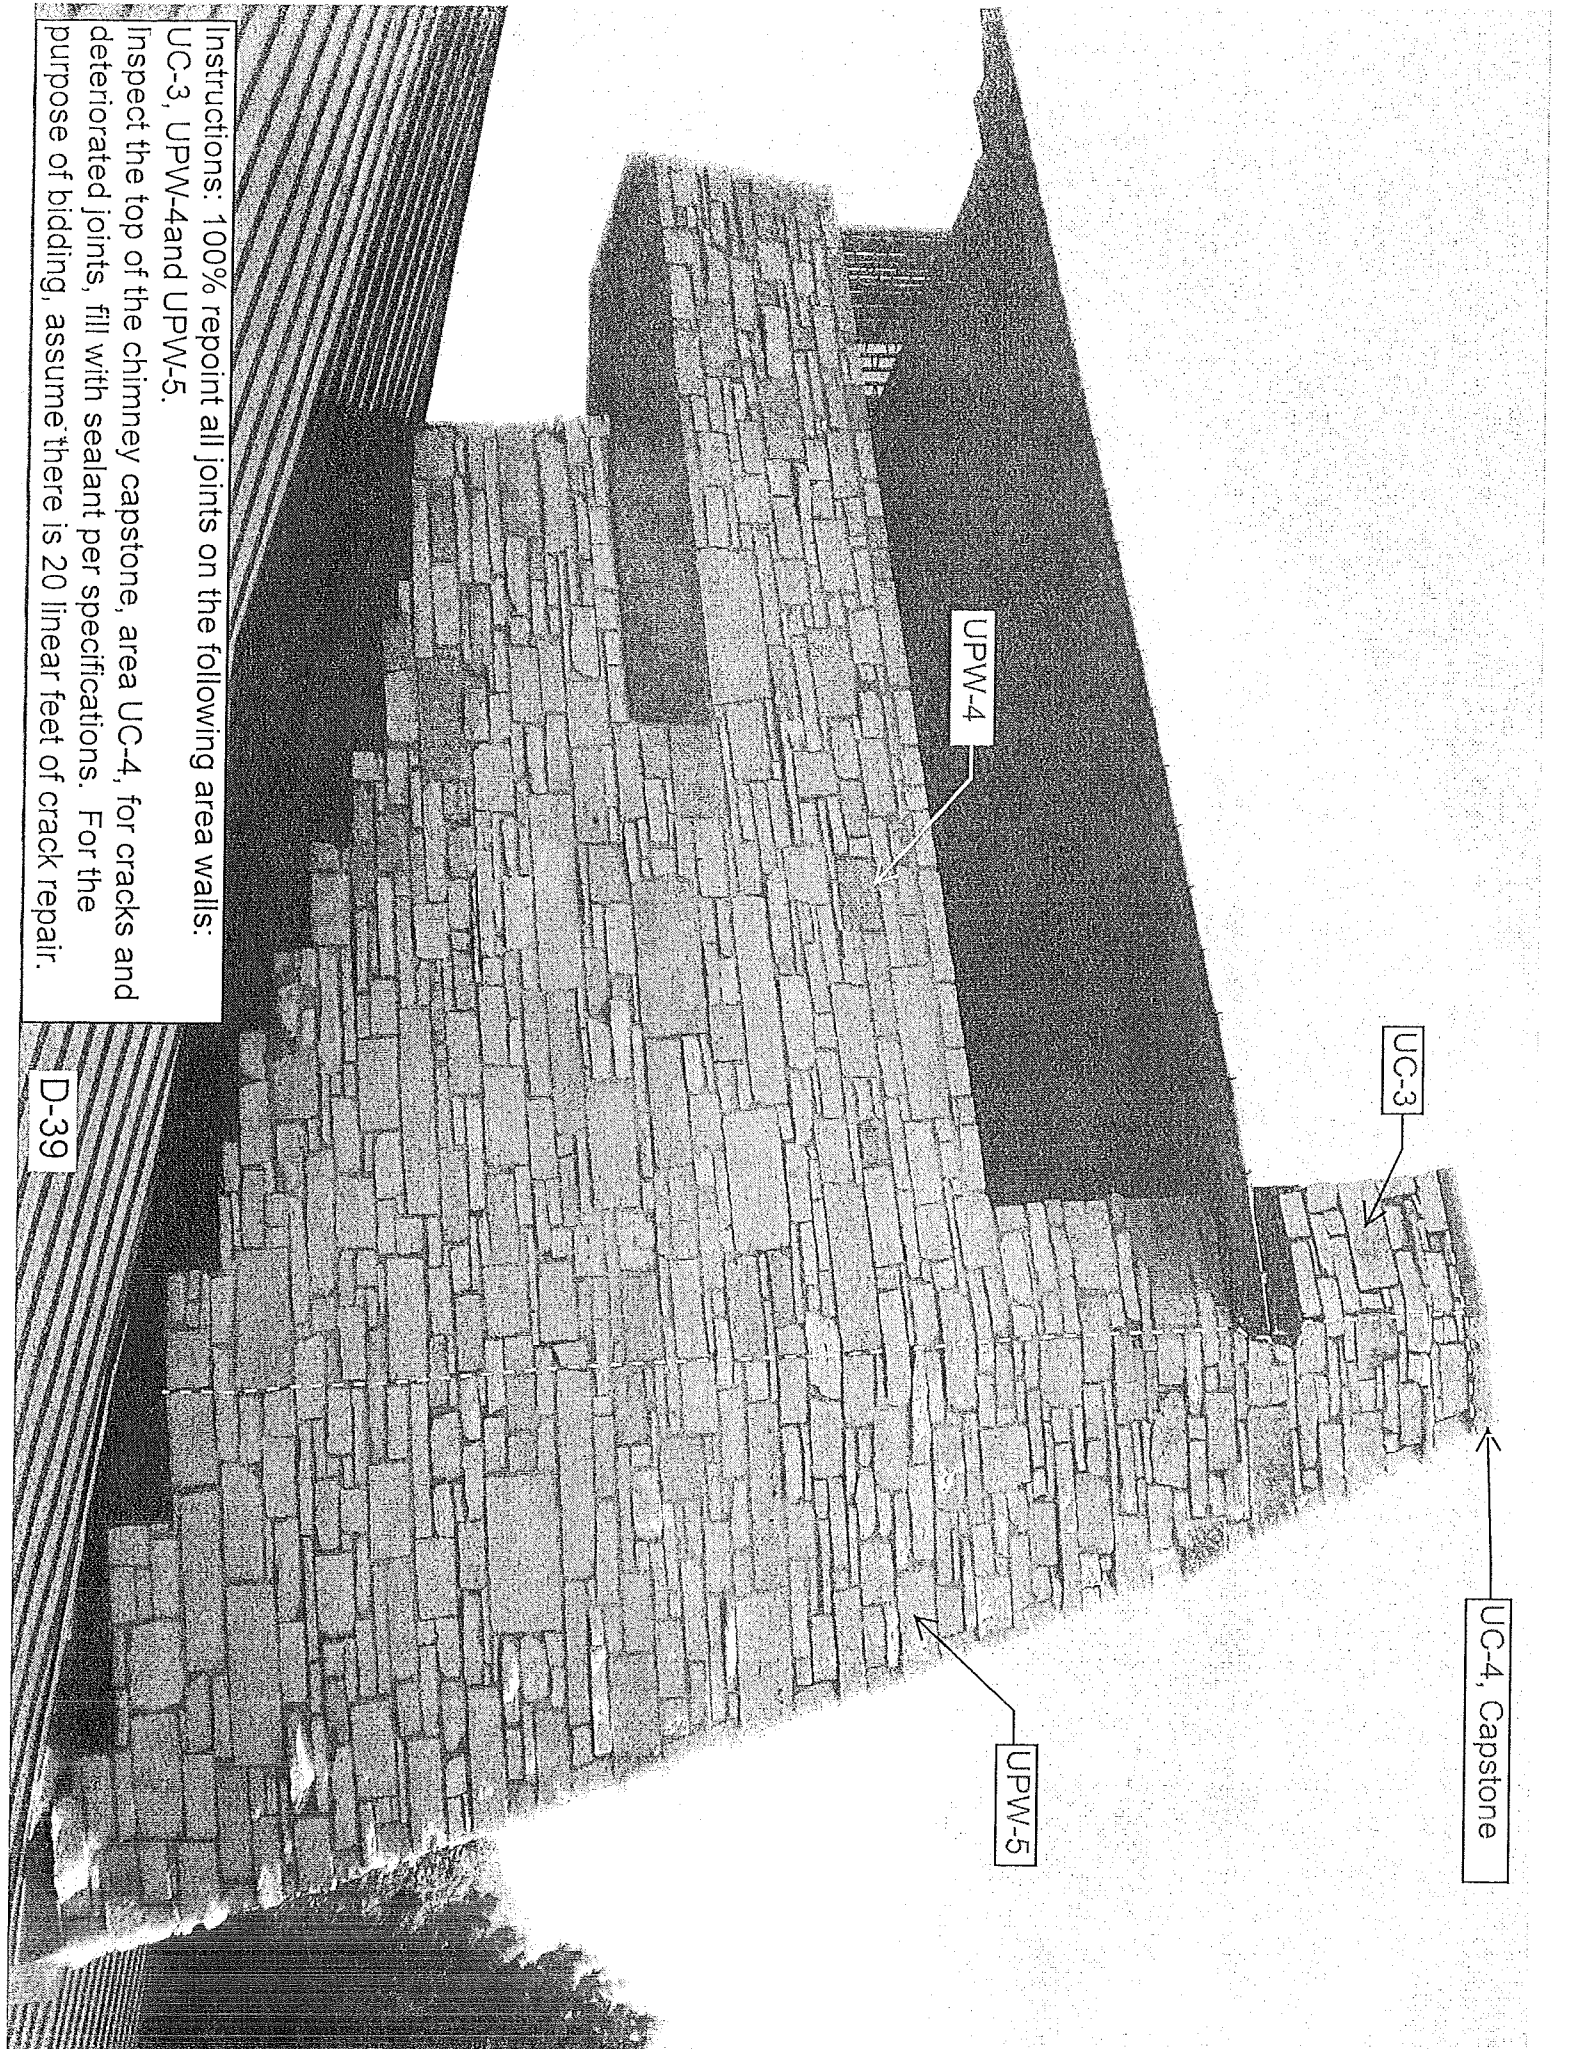 UC-4, Capstone
UC-3
UPW-5
UPW-4
Instructions: 100% repoint all joints on the following area walls:
UC-3, UPW-4and UPW-5.
Inspect the top of the chimney capstone, area UC-4, for cracks and
deteriorated joints, fill with sealant per specifications. For the
purpose of bidding, assume there is 20 linear feet of crack repair.
D-39